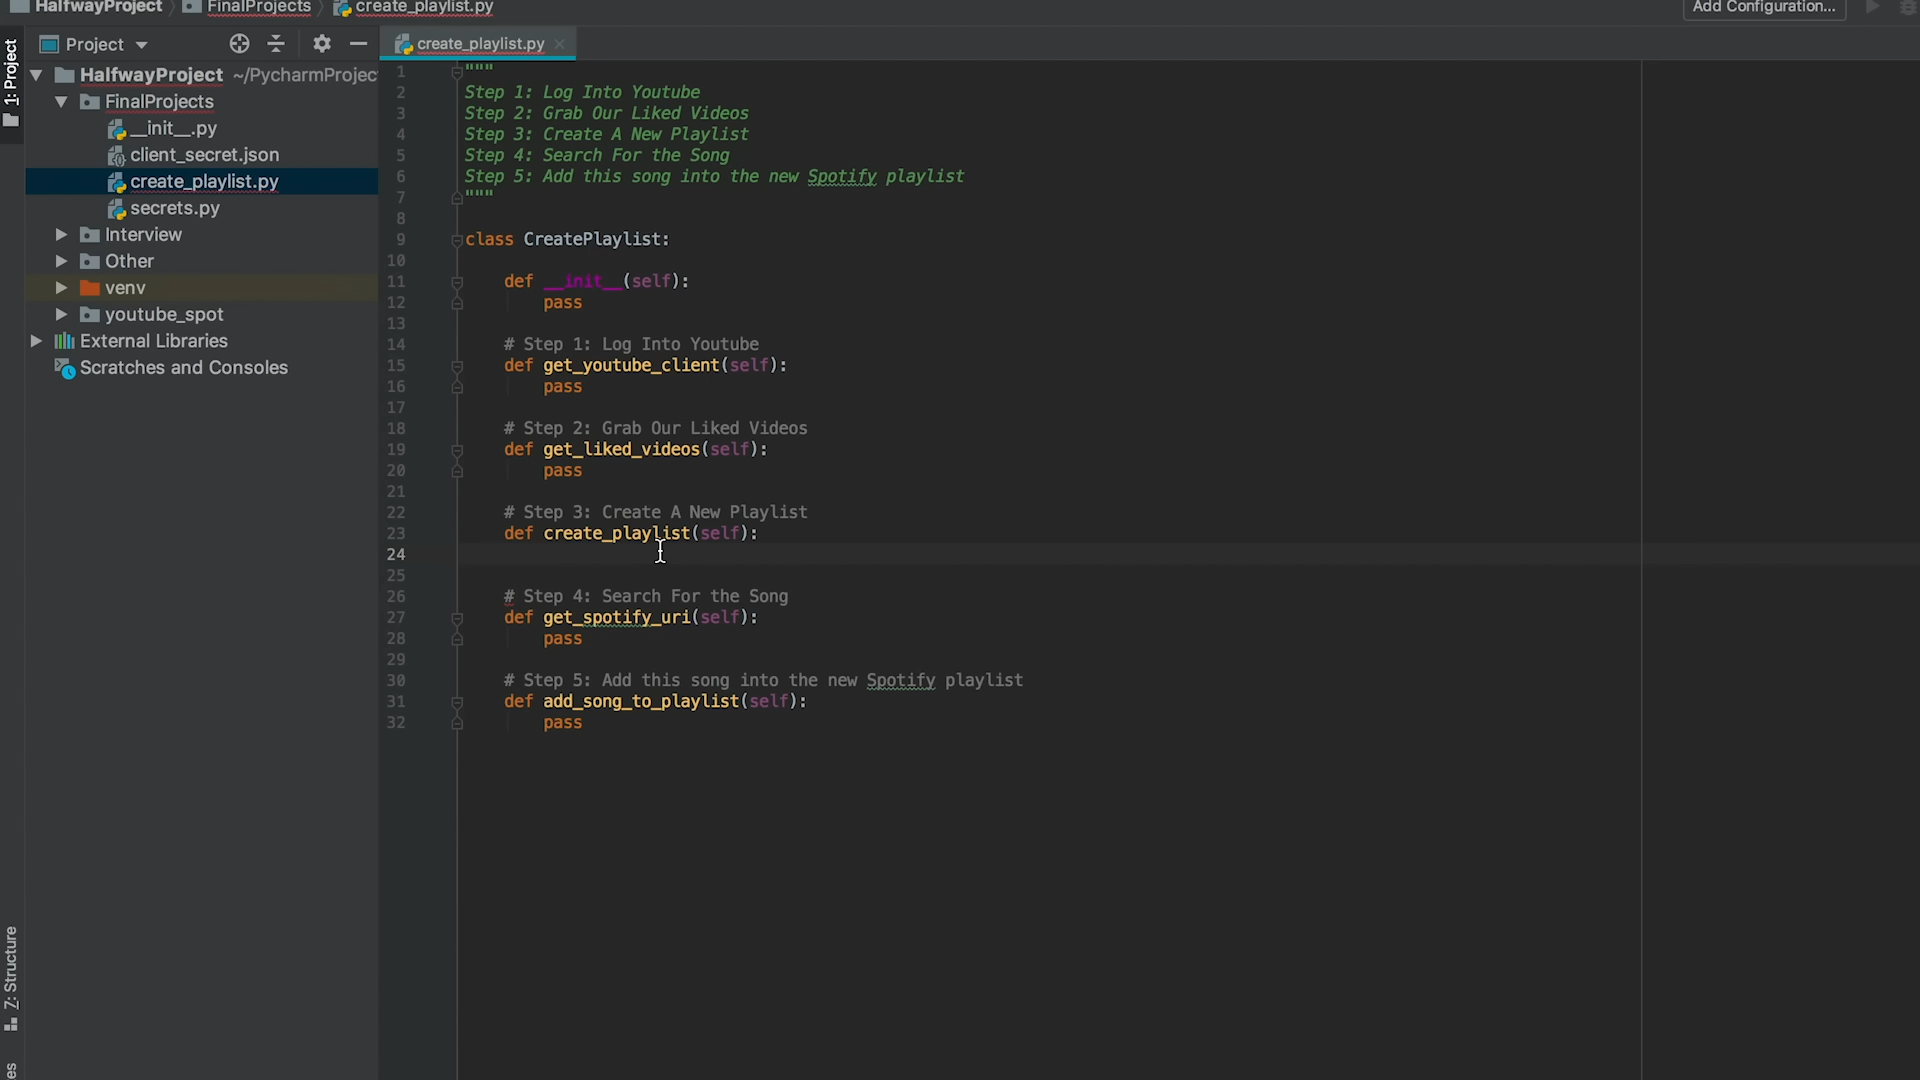 HalfwayProject FinalProjects create_playlist.py Add Configuration...
1: Project
Project
HalfwayProject ~/PycharmProjec
FinalProjects
__init__.py
client_secret.json
create_playlist.py
secrets.py
Interview
Other
venv
youtube_spot
External Libraries
Scratches and Consoles
Z: Structure
es
create_playlist.py
1 """
2 Step 1: Log Into Youtube
3 Step 2: Grab Our Liked Videos
4 Step 3: Create A New Playlist
5 Step 4: Search For the Song
6 Step 5: Add this song into the new Spotify playlist
7 """
8
9 class CreatePlaylist:
10
11 def __init__(self):
12 pass
13
14 # Step 1: Log Into Youtube
15 def get_youtube_client(self):
16 pass
17
18 # Step 2: Grab Our Liked Videos
19 def get_liked_videos(self):
20 pass
21
22 # Step 3: Create A New Playlist
23 def create_playlist(self):
24
25
26 # Step 4: Search For the Song
27 def get_spotify_uri(self):
28 pass
29
30 # Step 5: Add this song into the new Spotify playlist
31 def add_song_to_playlist(self):
32 pass